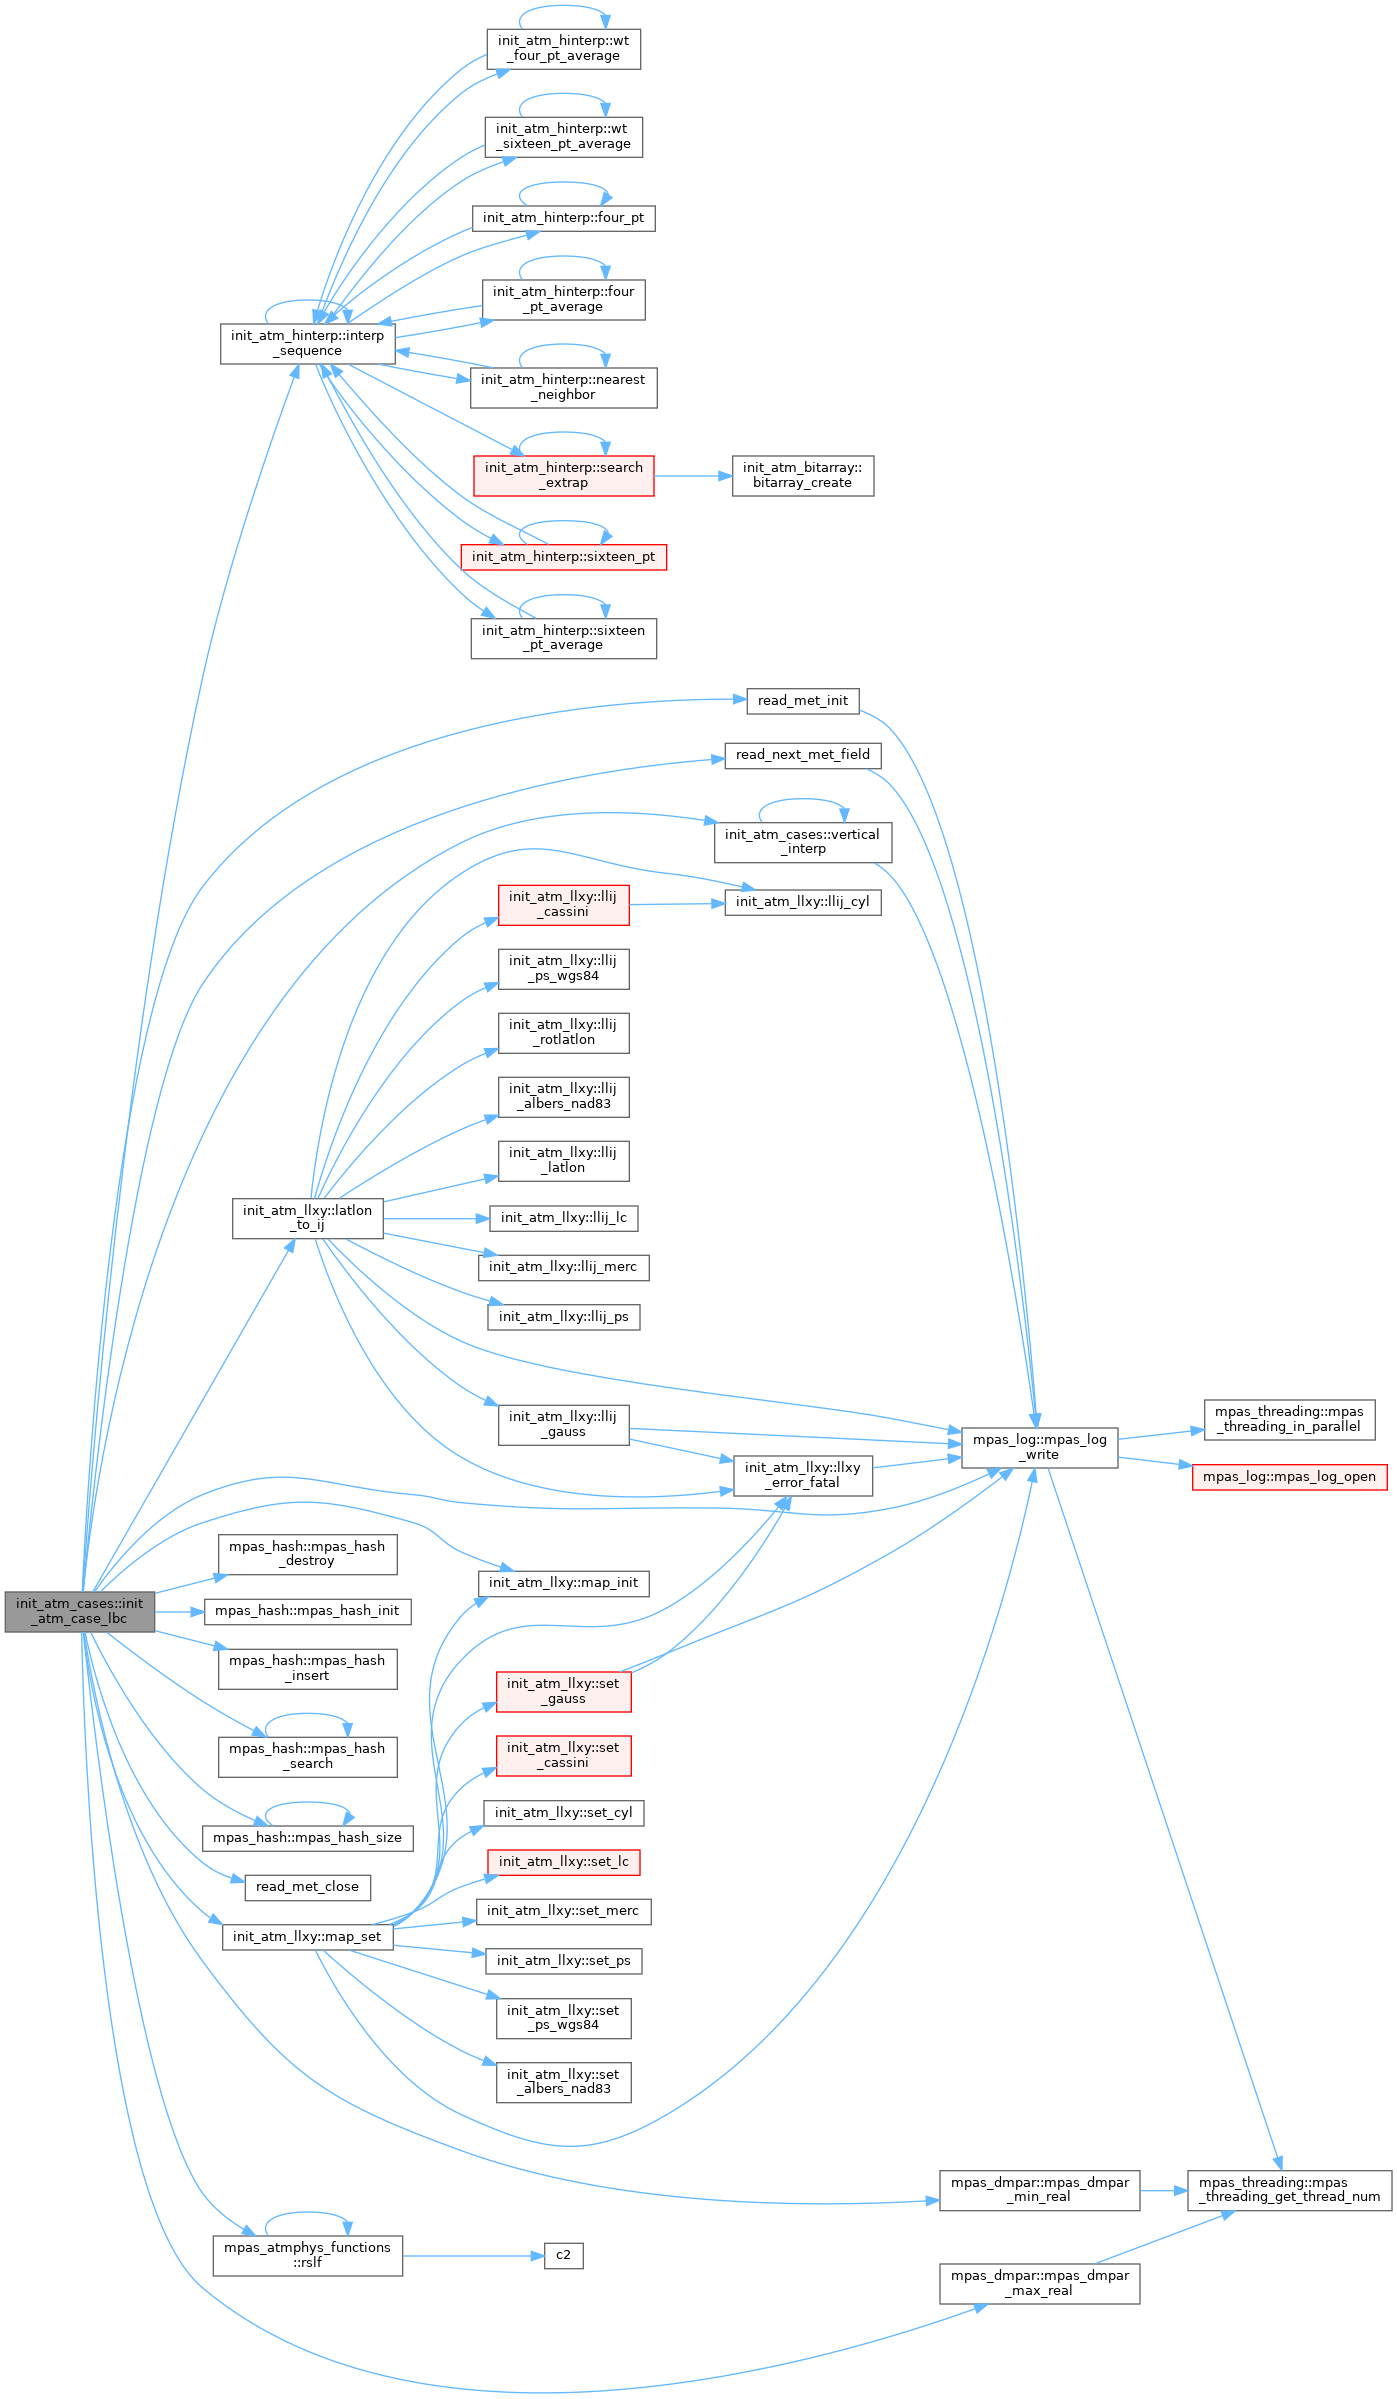 init_atm_hinterp::wt
_four_pt_average
init_atm_hinterp::wt
_sixteen_pt_average
init_atm_hinterp::four_pt
init_atm_hinterp::four
_pt_average
init_atm_hinterp::interp
_sequence
init_atm_hinterp::nearest
_neighbor
init_atm_hinterp::search
_extrap
init_atm_bitarray::
bitarray_create
init_atm_hinterp::sixteen_pt
init_atm_hinterp::sixteen
_pt_average
read_met_init
read_next_met_field
init_atm_cases::vertical
_interp
init_atm_llxy::llij
_cassini
init_atm_llxy::llij_cyl
init_atm_llxy::llij
_ps_wgs84
init_atm_llxy::llij
_rotlatlon
init_atm_llxy::llij
_albers_nad83
init_atm_llxy::llij
_latlon
init_atm_llxy::latlon
_to_ij
init_atm_llxy::llij_lc
init_atm_llxy::llij_merc
init_atm_llxy::llij_ps
init_atm_llxy::llij
_gauss
mpas_log::mpas_log
_write
mpas_threading::mpas
_threading_in_parallel
init_atm_llxy::llxy
_error_fatal
mpas_log::mpas_log_open
mpas_hash::mpas_hash
_destroy
init_atm_llxy::map_init
init_atm_cases::init
_atm_case_lbc
mpas_hash::mpas_hash_init
mpas_hash::mpas_hash
_insert
init_atm_llxy::set
_gauss
mpas_hash::mpas_hash
_search
init_atm_llxy::set
_cassini
init_atm_llxy::set_cyl
mpas_hash::mpas_hash_size
init_atm_llxy::set_lc
read_met_close
init_atm_llxy::set_merc
init_atm_llxy::map_set
init_atm_llxy::set_ps
init_atm_llxy::set
_ps_wgs84
init_atm_llxy::set
_albers_nad83
mpas_dmpar::mpas_dmpar
_min_real
mpas_threading::mpas
_threading_get_thread_num
mpas_atmphys_functions
::rslf
c2
mpas_dmpar::mpas_dmpar
_max_real